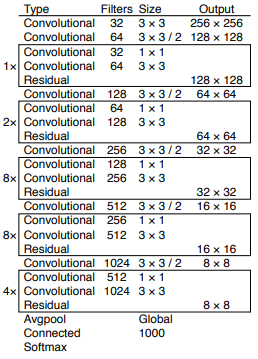 Type Filters Size Output
Convolutional 32 3 × 3 256 × 256
Convolutional 64 3 × 3 / 2 128 × 128
Convolutional 32 1 × 1
1× Convolutional 64 3 × 3
Residual 128 × 128
Convolutional 128 3 × 3 / 2 64 × 64
Convolutional 64 1 × 1
2× Convolutional 128 3 × 3
Residual 64 × 64
Convolutional 256 3 × 3 / 2 32 × 32
Convolutional 128 1 × 1
8× Convolutional 256 3 × 3
Residual 32 × 32
Convolutional 512 3 × 3 / 2 16 × 16
Convolutional 256 1 × 1
8× Convolutional 512 3 × 3
Residual 16 × 16
Convolutional 1024 3 × 3 / 2 8 × 8
Convolutional 512 1 × 1
4× Convolutional 1024 3 × 3
Residual 8 × 8
Avgpool Global
Connected 1000
Softmax